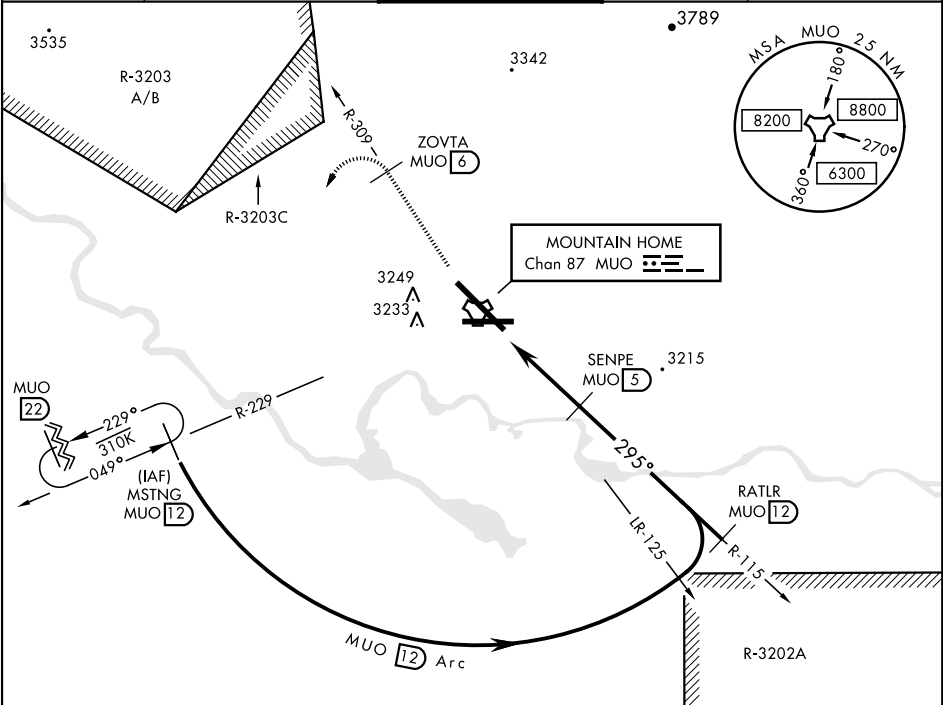 3535
R-3203
A/B
3342
3789
MSA MUO 25 NM
180°
8200
8800
270°
360°
6300
R-309
ZOVTA
MUO 6
R-3203C
MOUNTAIN HOME
Chan 87 MUO
3249
3233
SENPE
MUO 5
3215
MUO
22
229°
310K
049°
R-229
(IAF)
MSTNG
MUO 12
295°
RATLR
MUO 12
LR-125
R-115
MUO 12 Arc
R-3202A